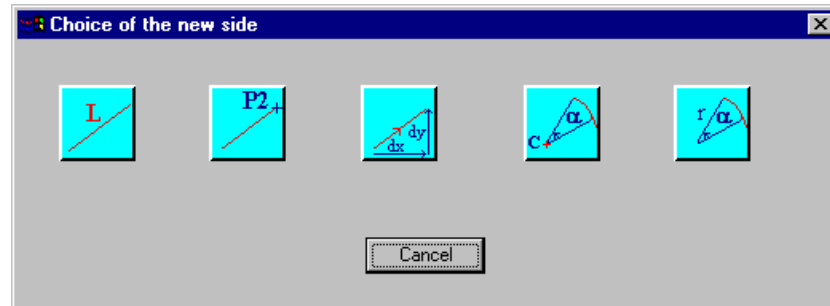 Choice of the new side
L
P2
dy
dx
α
C
r
α
Cancel